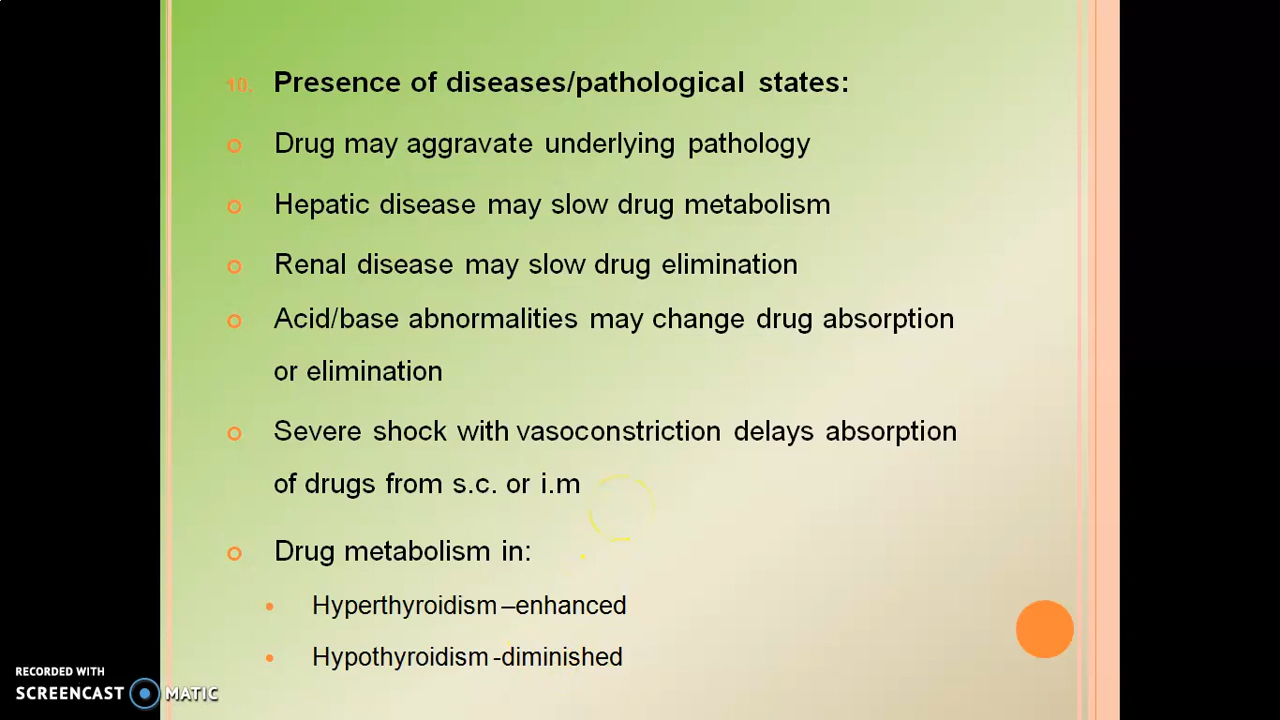 10. Presence of diseases/pathological states:
o Drug may aggravate underlying pathology
o Hepatic disease may slow drug metabolism
o Renal disease may slow drug elimination
o Acid/base abnormalities may change drug absorption
or elimination
o Severe shock with vasoconstriction delays absorption
of drugs from s.c. or i.m
o Drug metabolism in:
• Hyperthyroidism –enhanced
• Hypothyroidism -diminished
RECORDED WITH
SCREENCAST MATIC